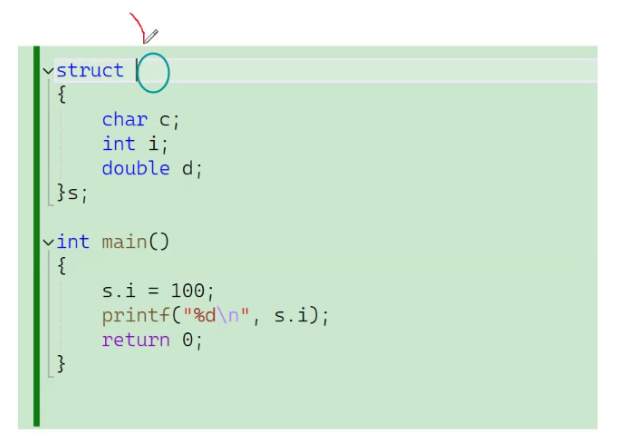 struct
{
char c;
int i;
double d;
}s;
int main()
{
s.i = 100;
printf("%d\n", s.i);
return 0;
}